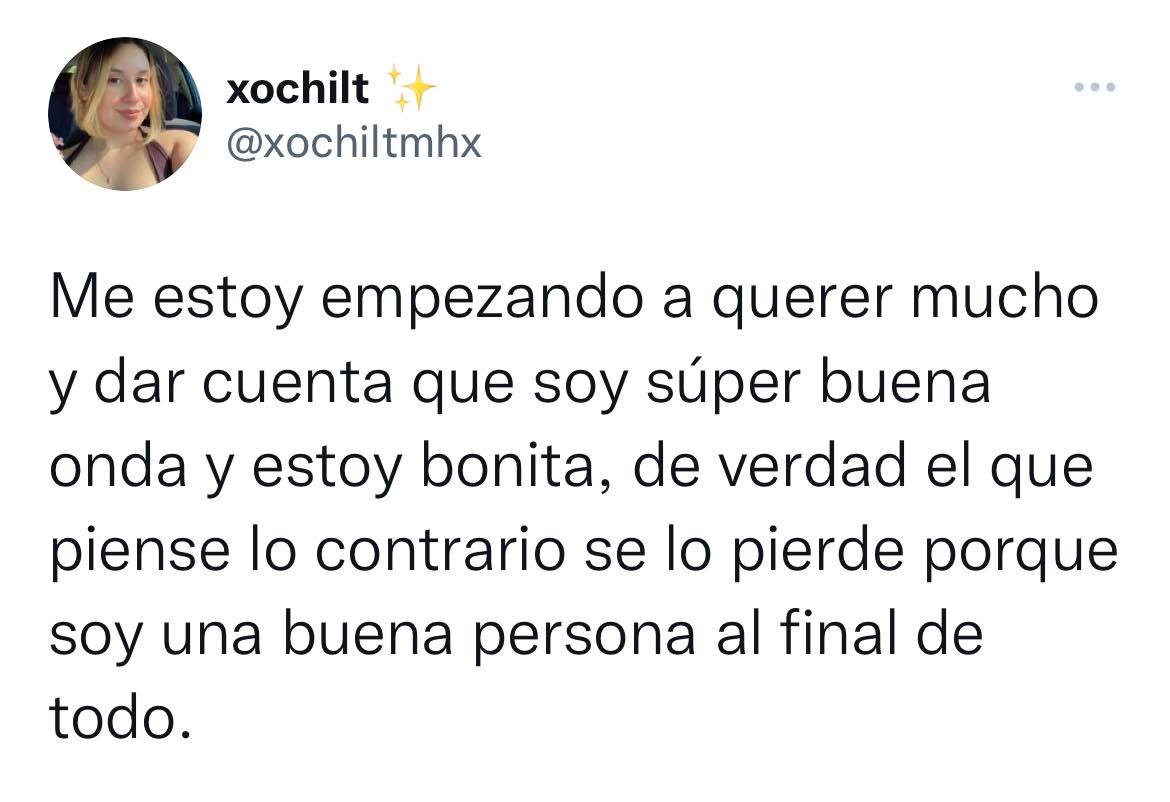 xochilt ✨
@xochiltmhx
Me estoy empezando a querer mucho
y dar cuenta que soy súper buena
onda y estoy bonita, de verdad el que
piense lo contrario se lo pierde porque
soy una buena persona al final de
todo.